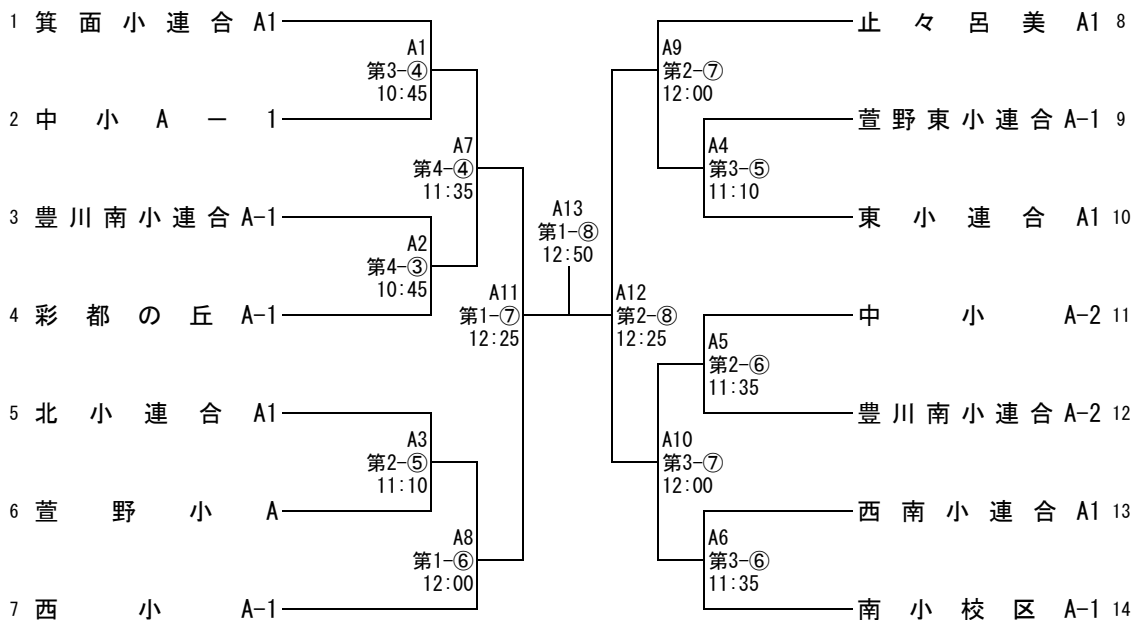 1 箕面小連合 A1
A1
第3-④
10:45
2 中小A－1
A7
第4-④
11:35
3 豊川南小連合 A-1
A2
第4-③
10:45
4 彩都の丘 A-1
A11
第1-⑦
12:25
5 北小連合 A1
A3
第2-⑤
11:10
6 萱野小 A
A8
第1-⑥
12:00
7 西小 A-1
A13
第1-⑧
12:50
止々呂美 A1 8
A9
第2-⑦
12:00
萱野東小連合 A-1 9
A4
第3-⑤
11:10
東小連合 A1 10
A12
第2-⑧
12:25
中小 A-2 11
A5
第2-⑥
11:35
豊川南小連合 A-2 12
A10
第3-⑦
12:00
西南小連合 A1 13
A6
第3-⑥
11:35
南小校区 A-1 14